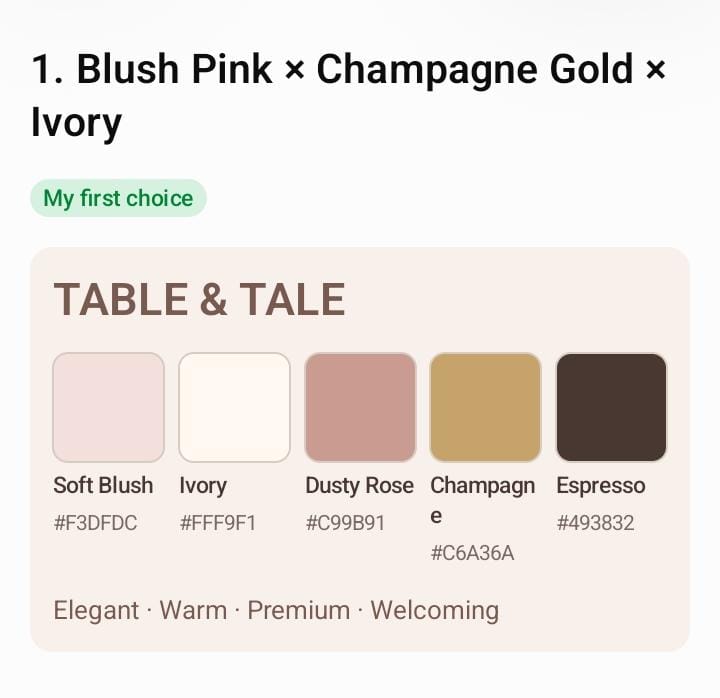 1. Blush Pink × Champagne Gold ×
Ivory
My first choice
TABLE & TALE
Soft Blush
#F3DFDC
Ivory
#FFF9F1
Dusty Rose
#C99B91
Champagn
e
#C6A36A
Espresso
#493832
Elegant · Warm · Premium · Welcoming